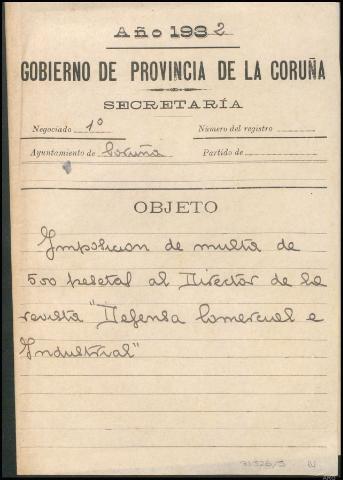 Año 1932
GOBIERNO DE PROVINCIA DE LA CORUÑA
SECRETARÍA
Negociado 1º Número del registro
Ayuntamiento de Coruña Partido de
OBJETO
Imposicion de multa de
500 pesetas al Director de la
revista "Defensa Comercial e
Industrial"